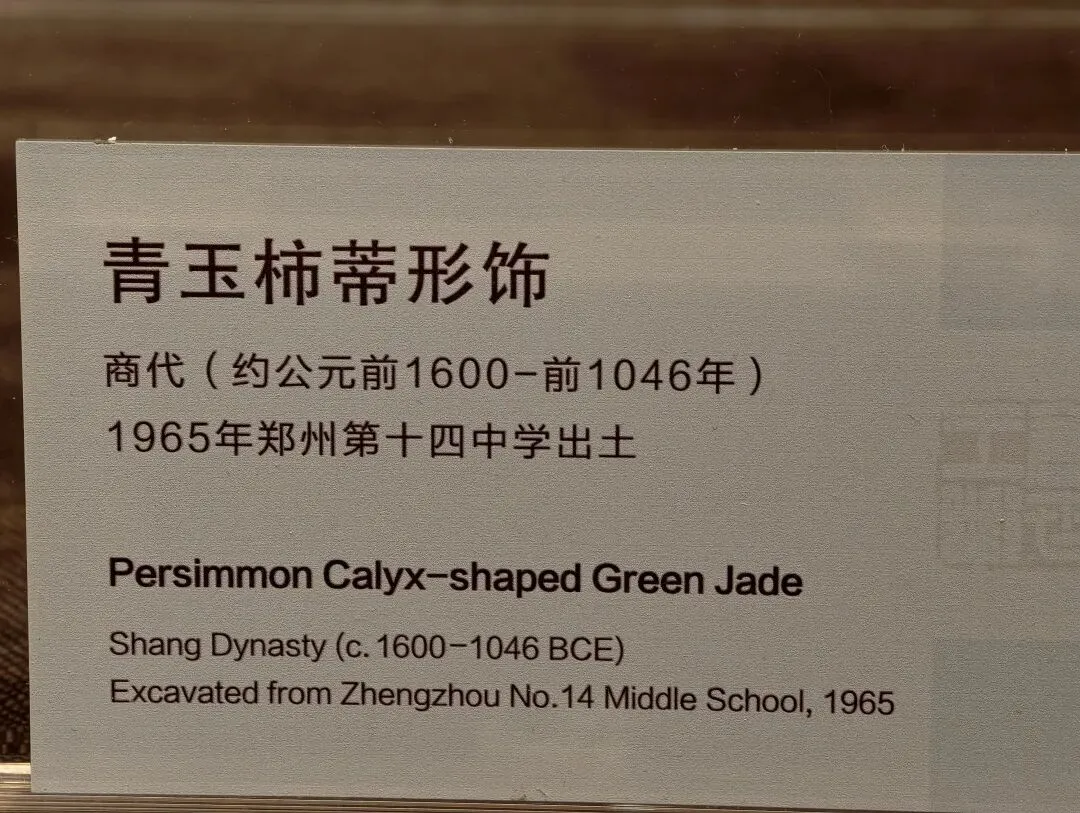 青玉柿蒂形饰
商代（约公元前1600-前1046年）
1965年郑州第十四中学出土
Persimmon Calyx-shaped Green Jade
Shang Dynasty (c. 1600-1046 BCE)
Excavated from Zhengzhou No.14 Middle School, 1965